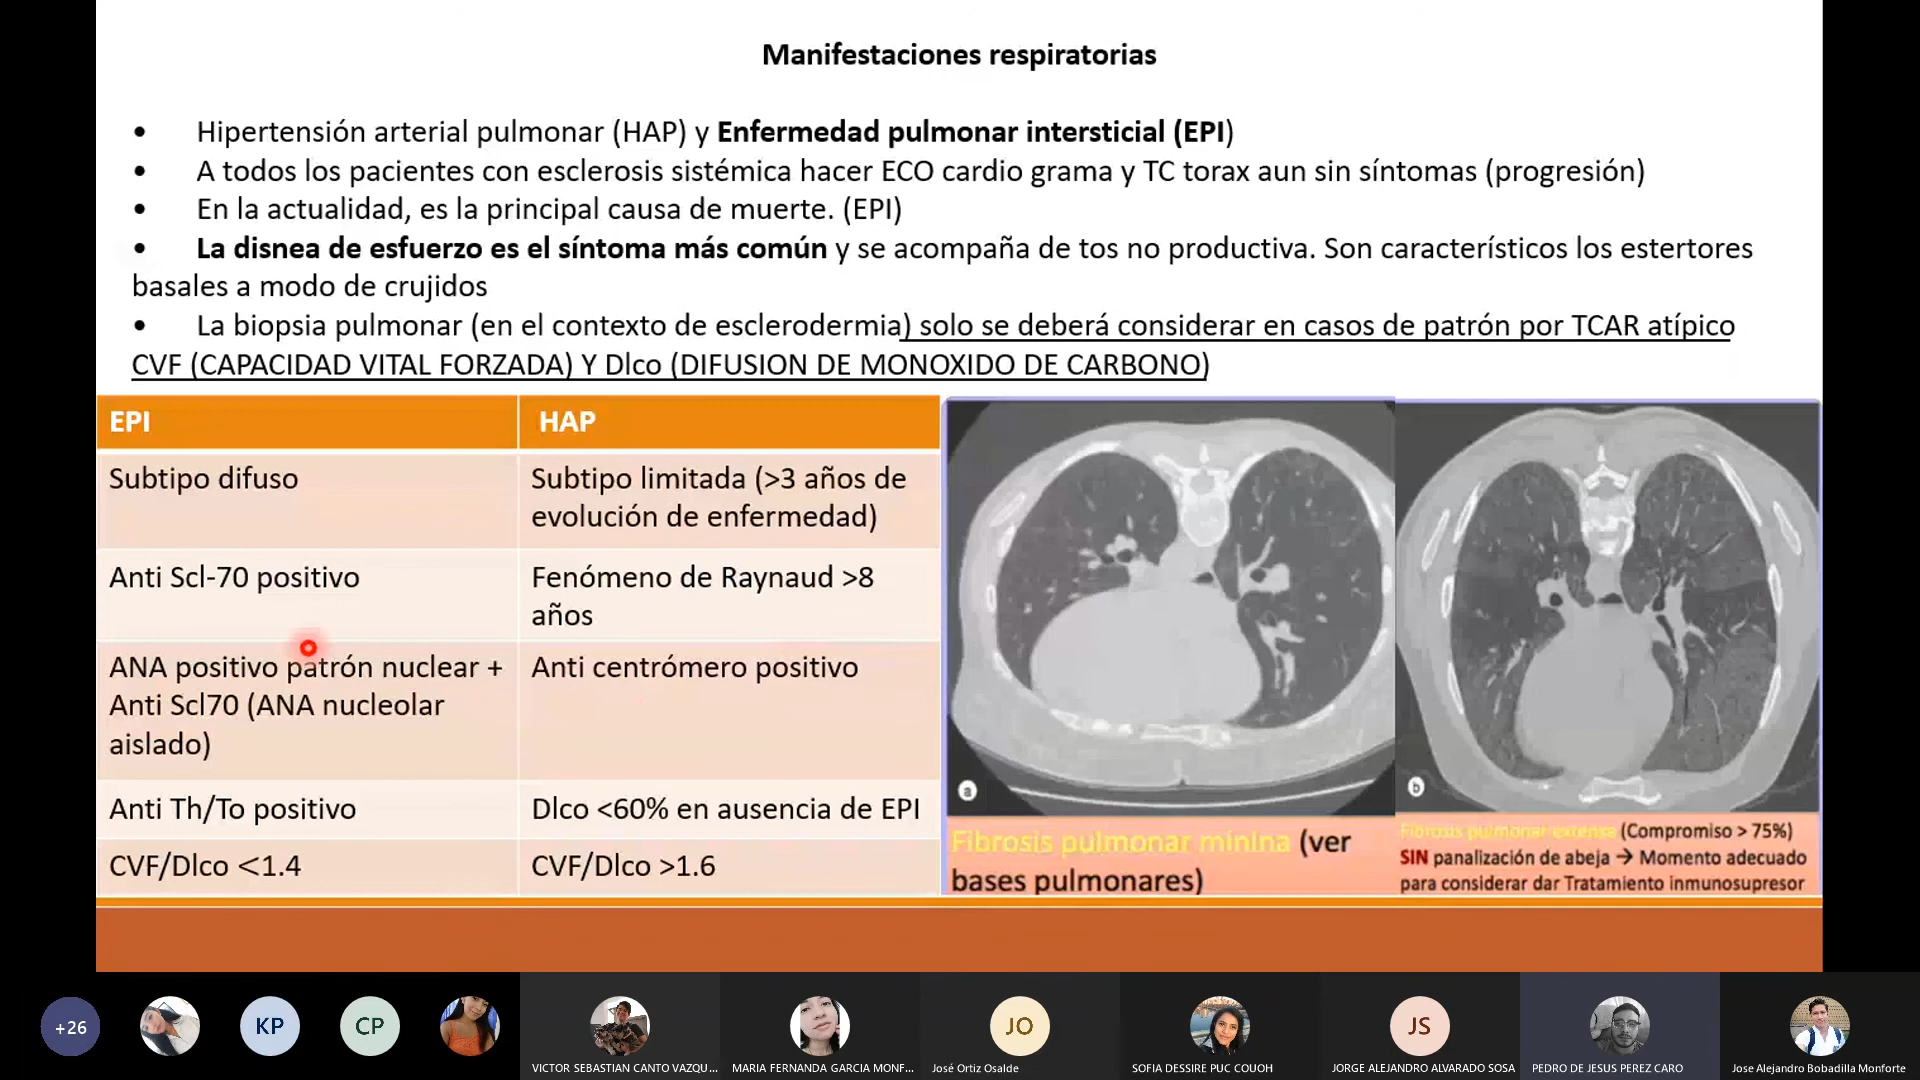 Manifestaciones respiratorias
• Hipertensión arterial pulmonar (HAP) y Enfermedad pulmonar intersticial (EPI)
• A todos los pacientes con esclerosis sistémica hacer ECO cardio grama y TC torax aun sin síntomas (progresión)
• En la actualidad, es la principal causa de muerte. (EPI)
• La disnea de esfuerzo es el síntoma más común y se acompaña de tos no productiva. Son característicos los estertores
basales a modo de crujidos
• La biopsia pulmonar (en el contexto de esclerodermia) solo se deberá considerar en casos de patrón por TCAR atípico
CVF (CAPACIDAD VITAL FORZADA) Y Dlco (DIFUSION DE MONOXIDO DE CARBONO)
EPI
HAP
Subtipo difuso
Subtipo limitada (>3 años de
evolución de enfermedad)
Anti Scl-70 positivo
Fenómeno de Raynaud >8
años
ANA positivo patrón nuclear +
Anti Scl70 (ANA nucleolar
aislado)
Anti centrómero positivo
Anti Th/To positivo
Dlco <60% en ausencia de EPI
CVF/Dlco <1.4
CVF/Dlco >1.6
a
b
Fibrosis pulmonar minina (ver
bases pulmonares)
Fibrosis pulmonar extensa (Compromiso > 75%)
SIN panalización de abeja → Momento adecuado
para considerar dar Tratamiento inmunosupresor
+26
KP
CP
VICTOR SEBASTIAN CANTO VAZQU...
MARIA FERNANDA GARCIA MONF...
JO
José Ortiz Osalde
SOFIA DESSIRE PUC COUOH
JS
JORGE ALEJANDRO ALVARADO SOSA
PEDRO DE JESUS PEREZ CARO
Jose Alejandro Bobadilla Monforte